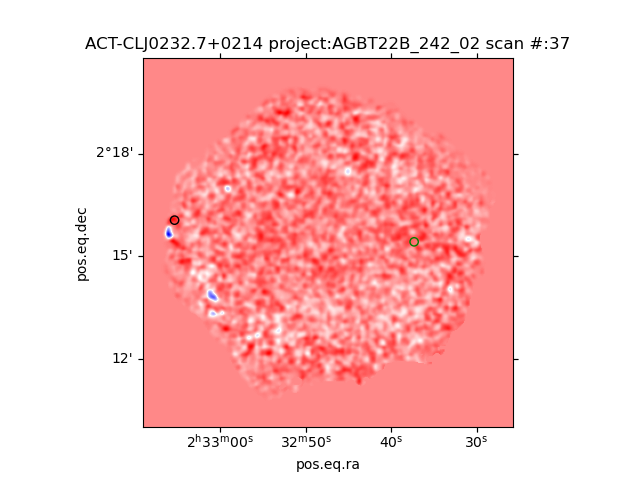 ACT-CLJ0232.7+0214 project:AGBT22B_242_02 scan #:37
pos.eq.dec
2°18'
15'
12'
2ʰ33ᵐ00ˢ 32ᵐ50ˢ 40ˢ 30ˢ
pos.eq.ra